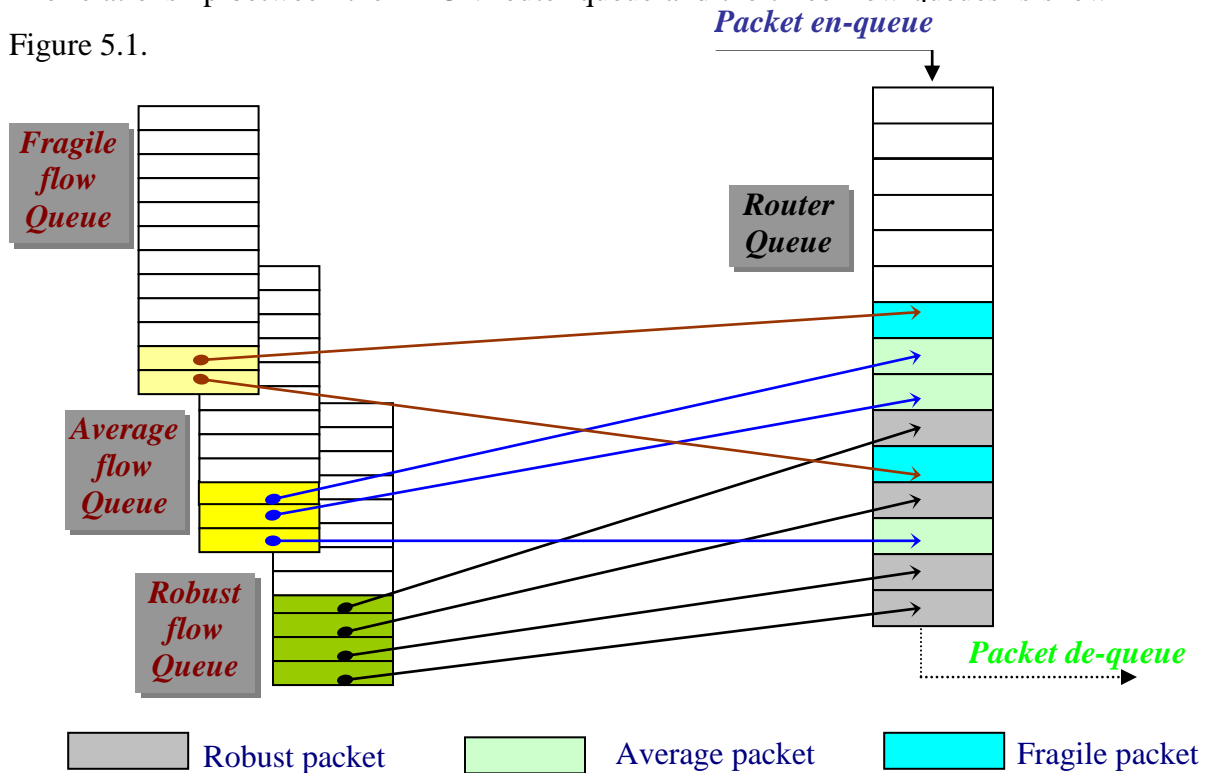 Packet en-queue
Figure 5.1.
Fragile
flow
Queue
Router
Queue
Average
flow
Queue
Robust
flow
Queue
Packet de-queue
Robust packet
Average packet
Fragile packet